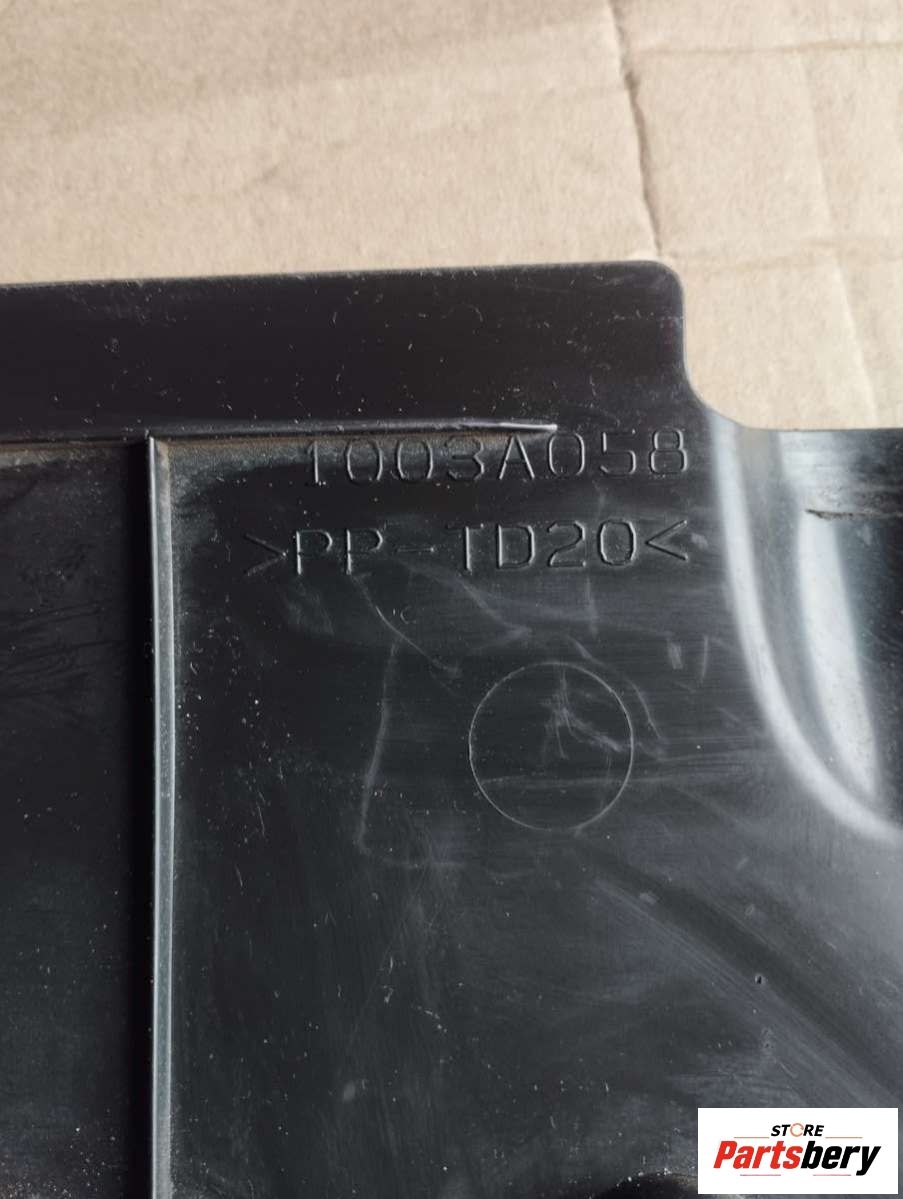 1003A058
>PP-TD20<
STORE
Partsbery